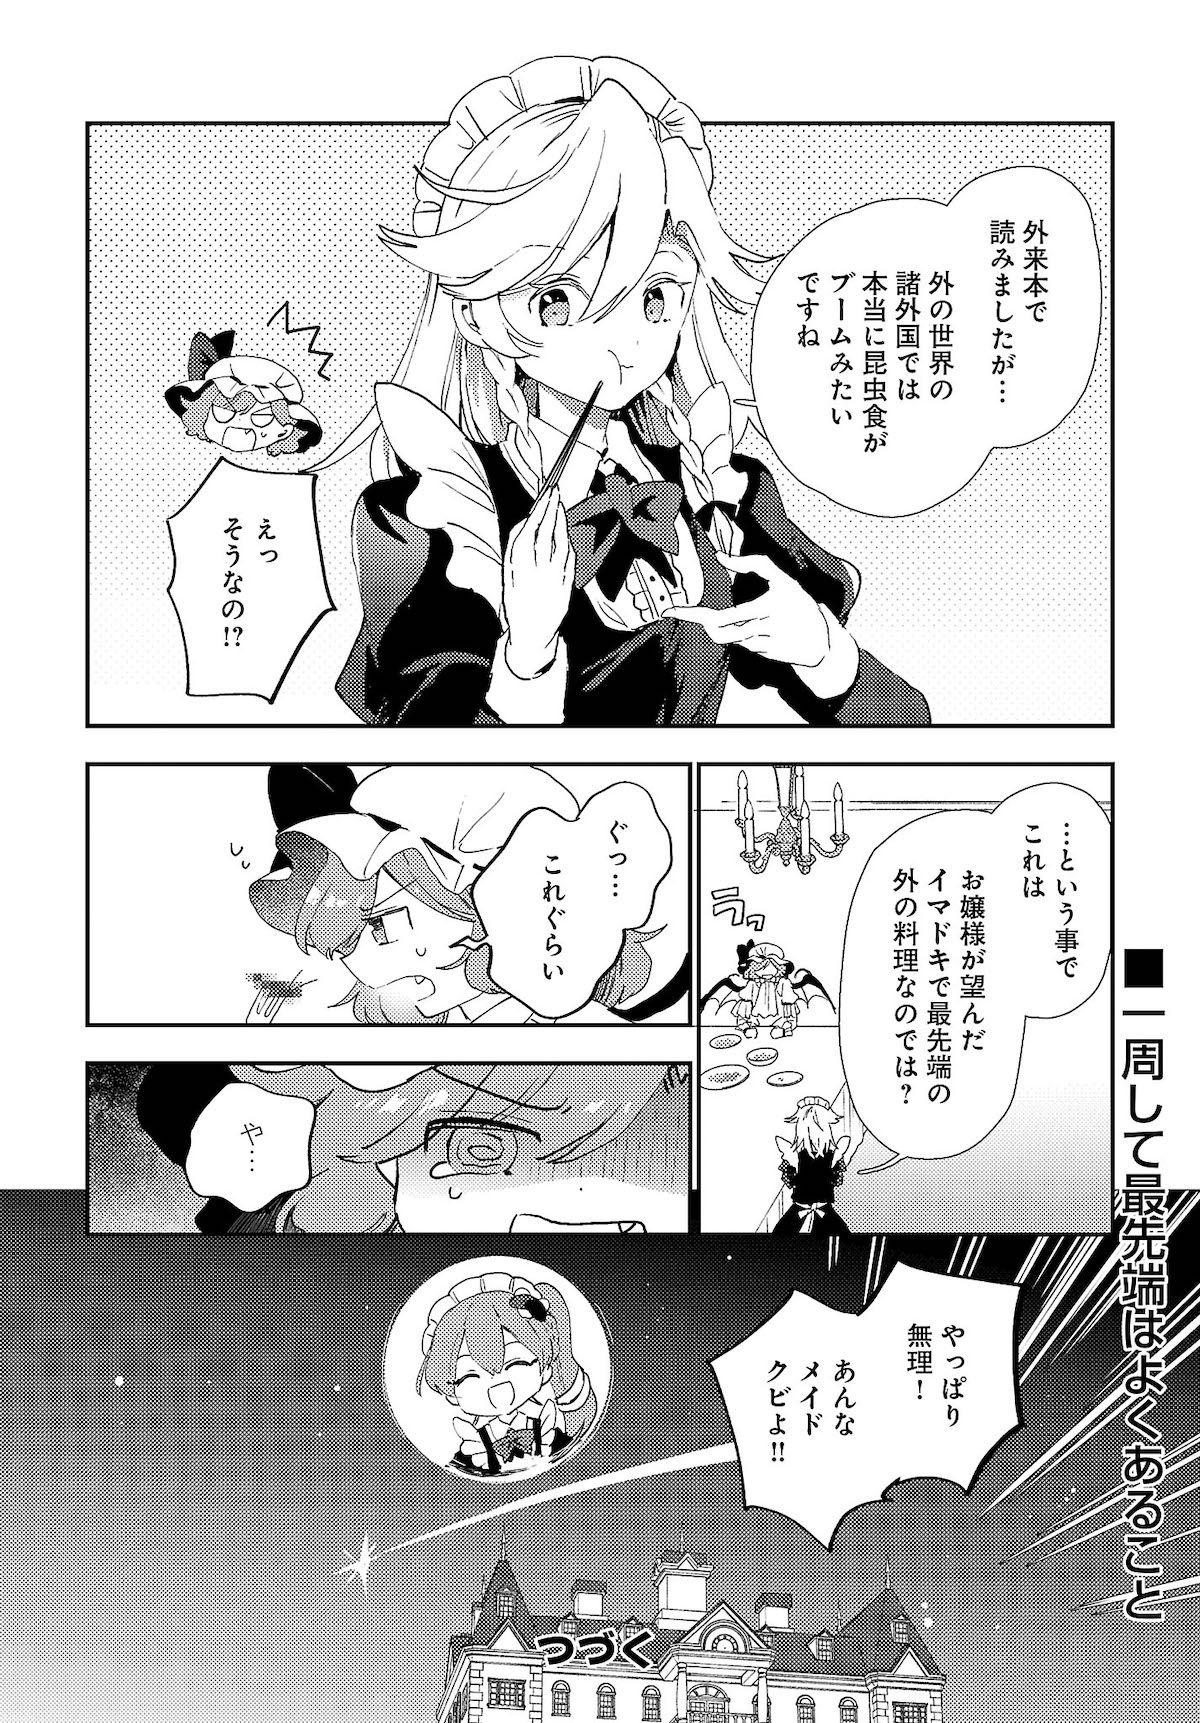 外来本で
読みましたが…
外の世界の
諸外国では
本当に昆虫食が
ブームみたい
ですね
えっ
そうなの!?
…という事で
これは
お嬢様が望んだ
イマドキで最先端の
外の料理なのでは?
ラッ
ぐっ…
これぐらい
や…
やっぱり
無理!
あんな
メイド
クビよ!!
■一周して最先端はよくあること
つづく